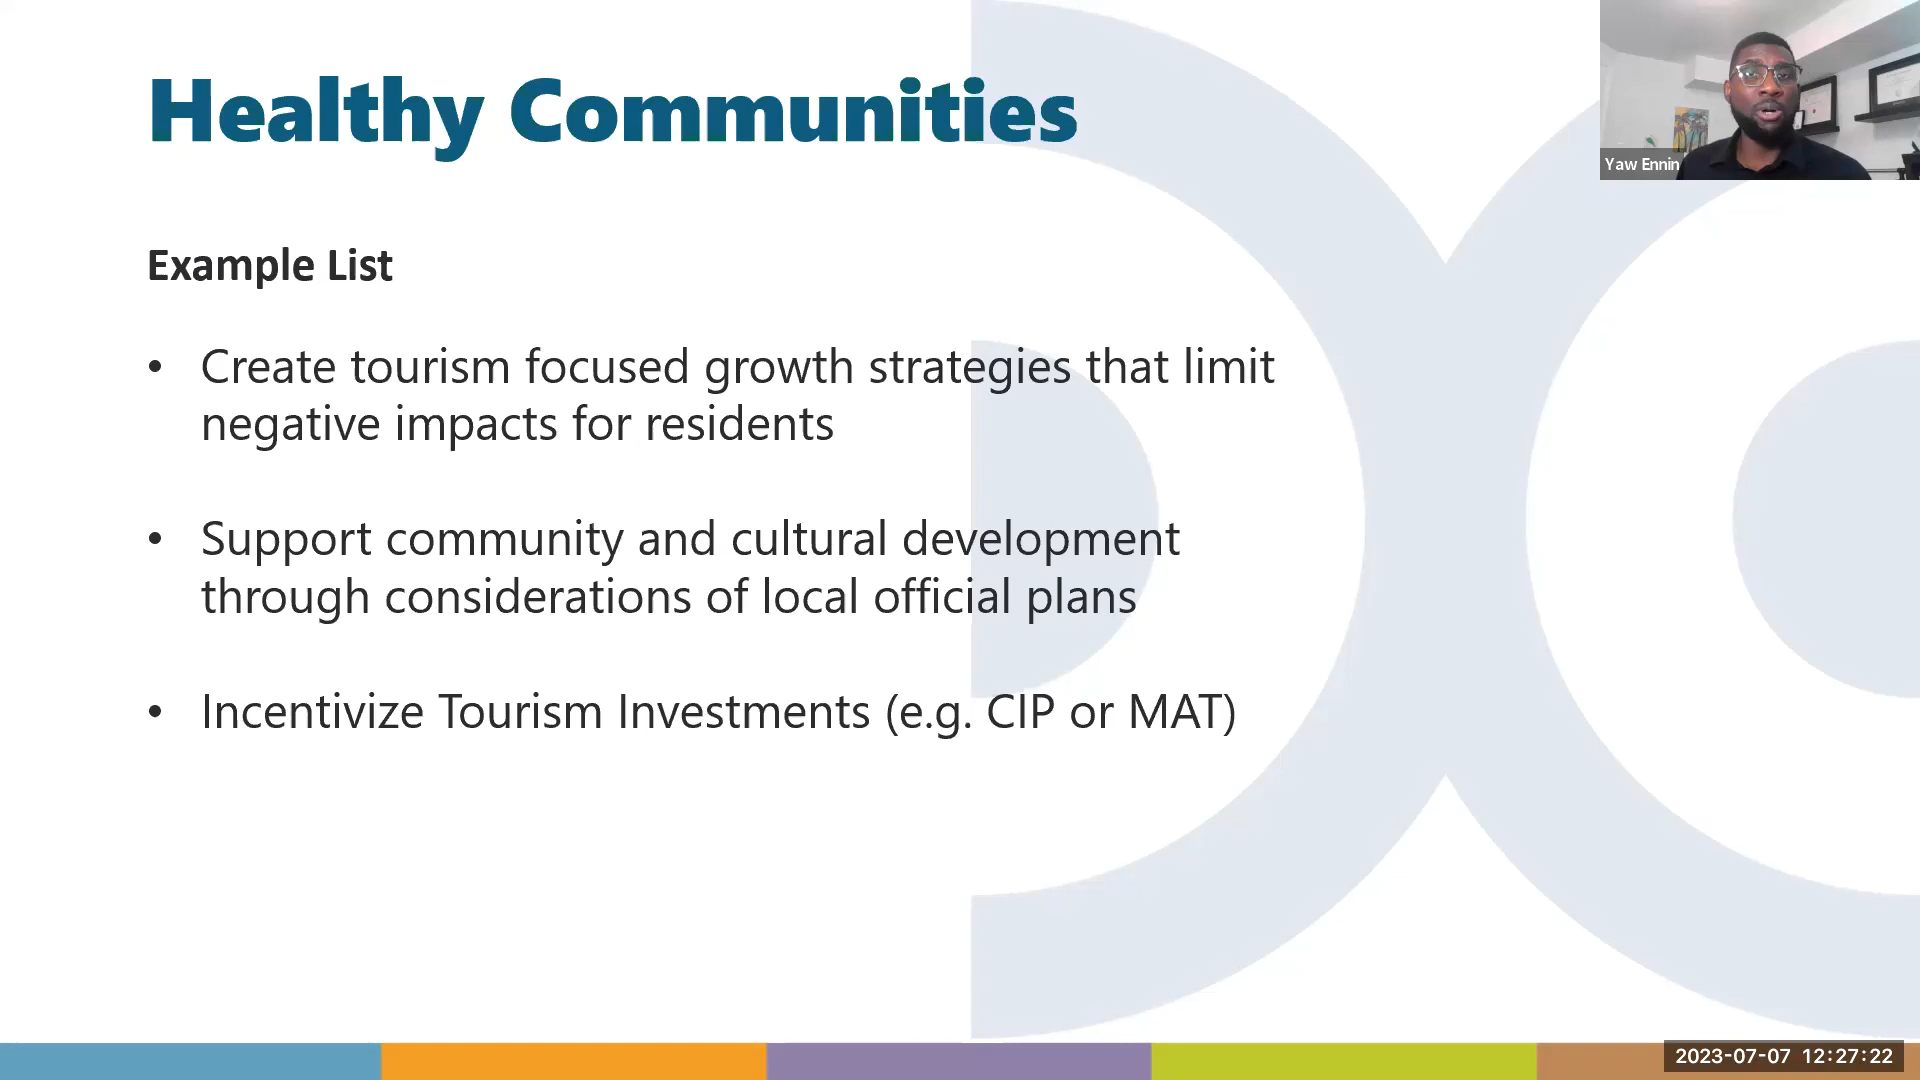 Healthy Communities
Yaw Ennin
Example List
• Create tourism focused growth strategies that limit
negative impacts for residents
• Support community and cultural development
through considerations of local official plans
• Incentivize Tourism Investments (e.g. CIP or MAT)
2023-07-07 12:27:22